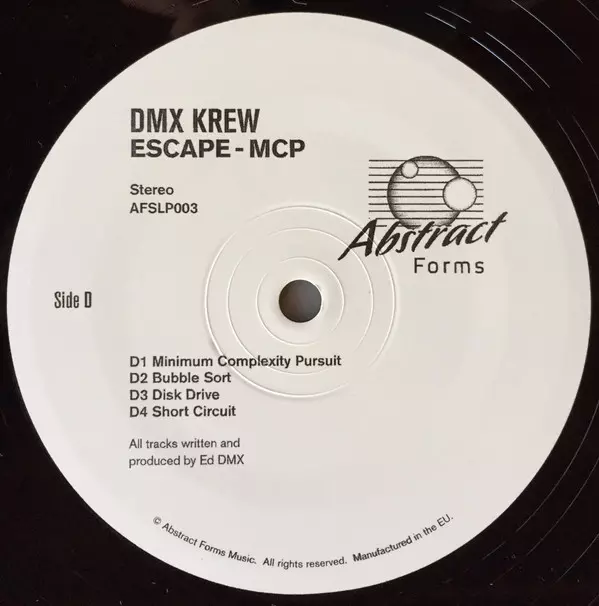 DMX KREW
ESCAPE - MCP
Stereo
AFSLP003
Abstract
Forms
Side D
D1 Minimum Complexity Pursuit
D2 Bubble Sort
D3 Disk Drive
D4 Short Circuit
All tracks written and
produced by Ed DMX
© Abstract Forms Music. All rights reserved. Manufactured in the EU.